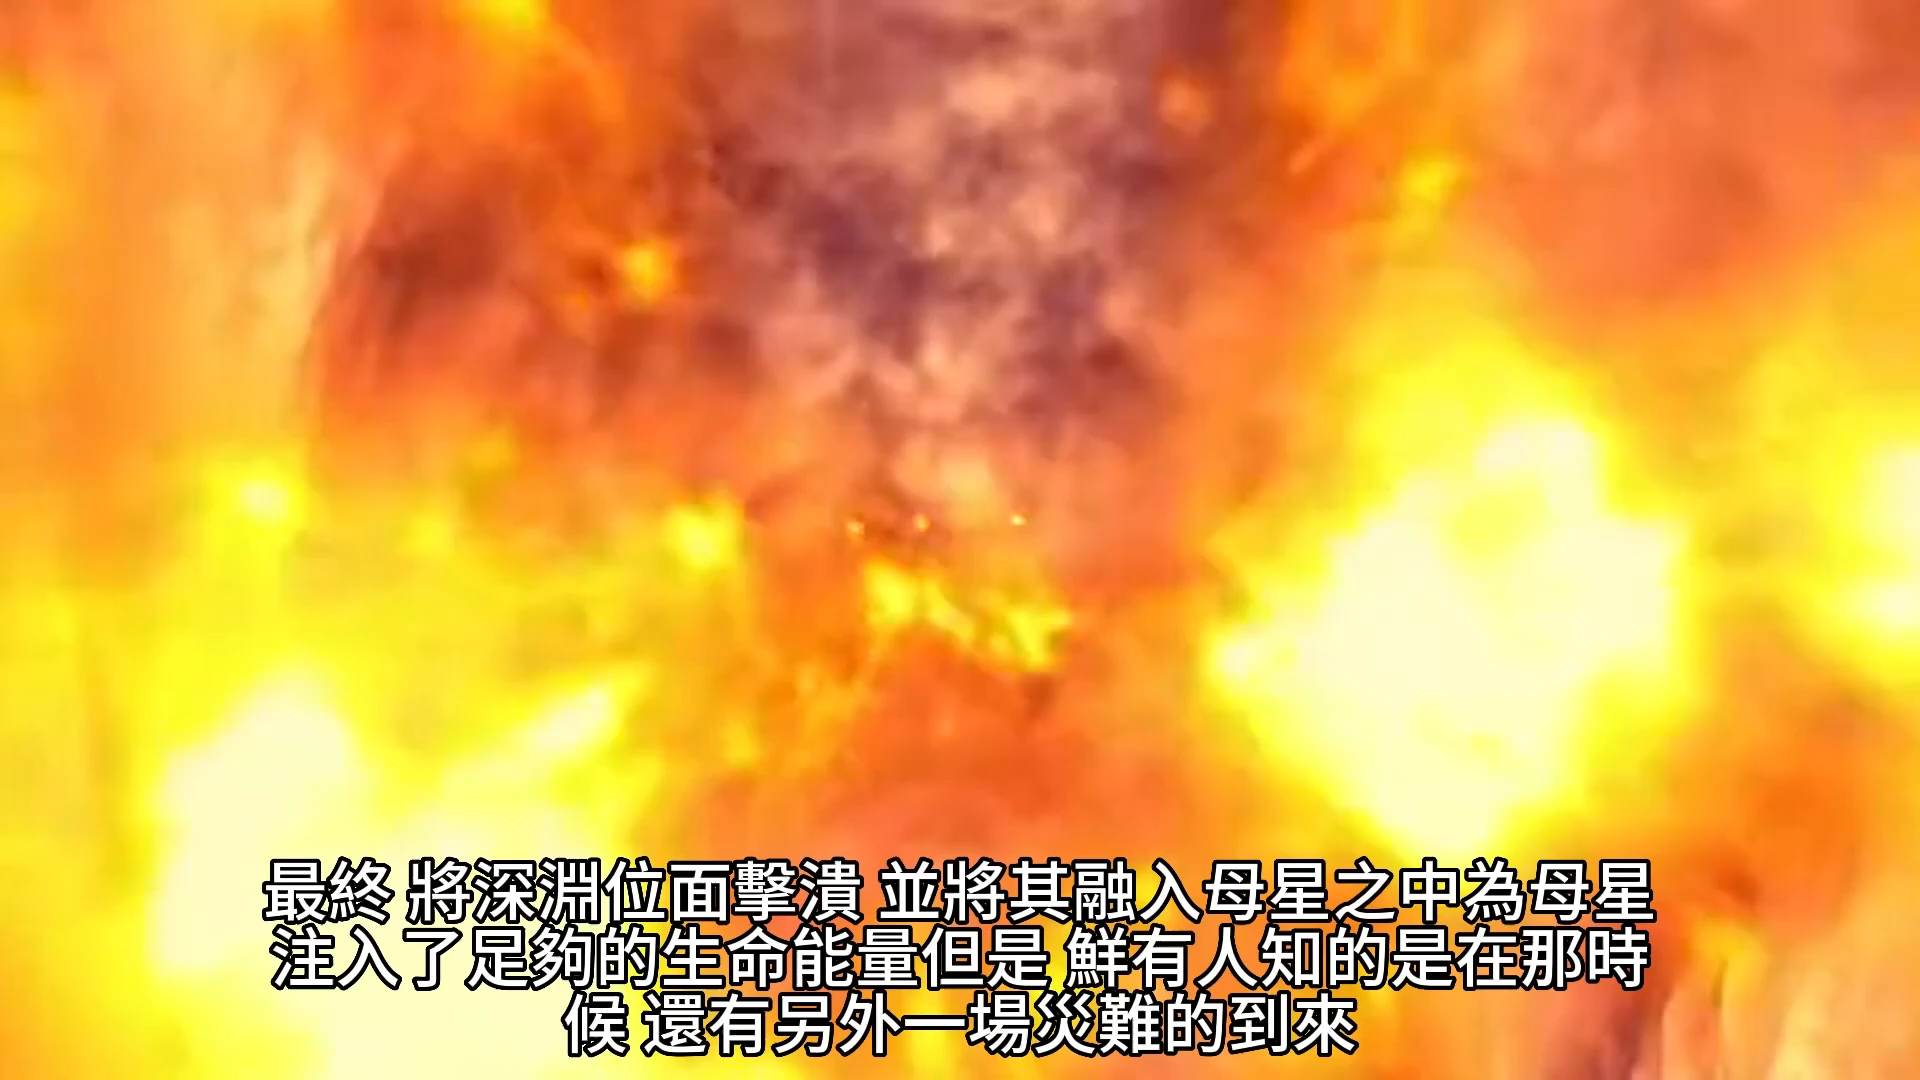 最終 將深淵位面擊潰 並將其融入母星之中為母星
注入了足夠的生命能量但是 鮮有人知的是在那時
候 還有另外一場災難的到來